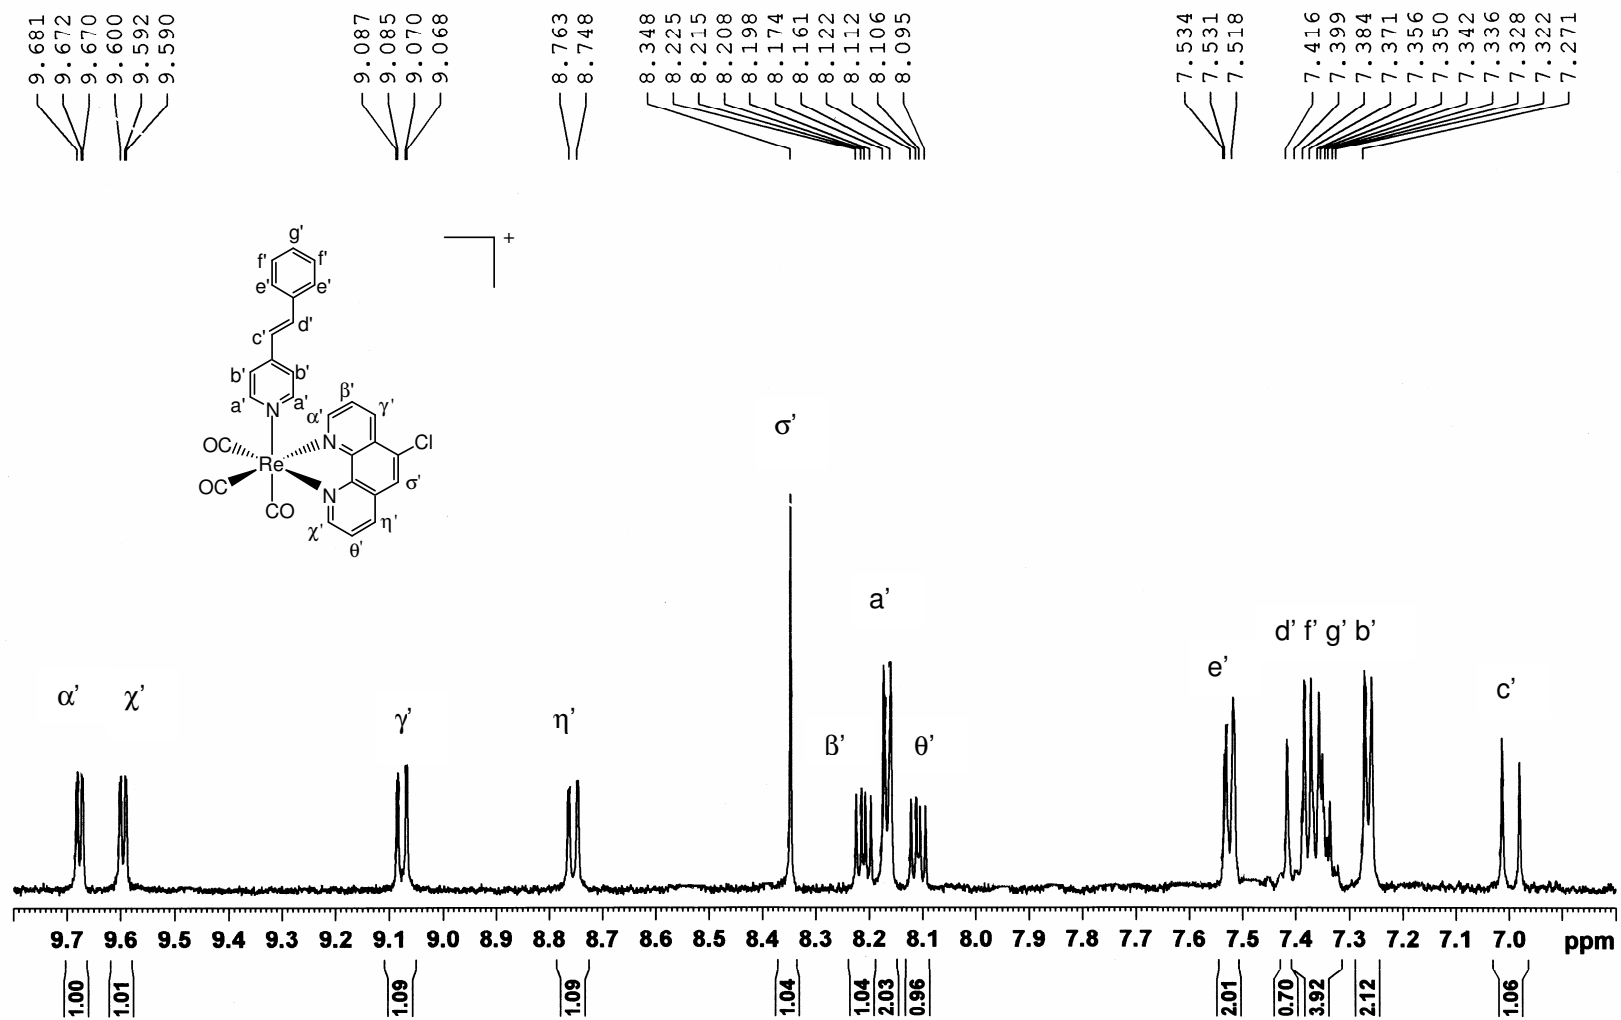 9.681 9.672 9.670 9.600 9.592 9.590 9.087 9.085 9.070 9.068 8.763 8.748 8.348 8.225 8.215 8.208 8.198 8.174 8.161 8.122 8.112 8.106 8.095 7.534 7.531 7.518 7.416 7.399 7.384 7.371 7.356 7.350 7.342 7.336 7.328 7.322 7.271
g'
+
f' f'
e' e'
d'
c'
b' b'
β'
a' a' γ'
N α'
OC N Cl
Re
OC N σ'
CO η'
χ'
θ'
σ'
a'
d' f' g' b'
e'
α' χ' c'
γ' η'
β' θ'
9.7 9.6 9.5 9.4 9.3 9.2 9.1 9.0 8.9 8.8 8.7 8.6 8.5 8.4 8.3 8.2 8.1 8.0 7.9 7.8 7.7 7.6 7.5 7.4 7.3 7.2 7.1 7.0 ppm
1.00 1.01 1.09 1.09 1.04 1.04 2.03 0.96 2.01 0.70 3.92 2.12 1.06